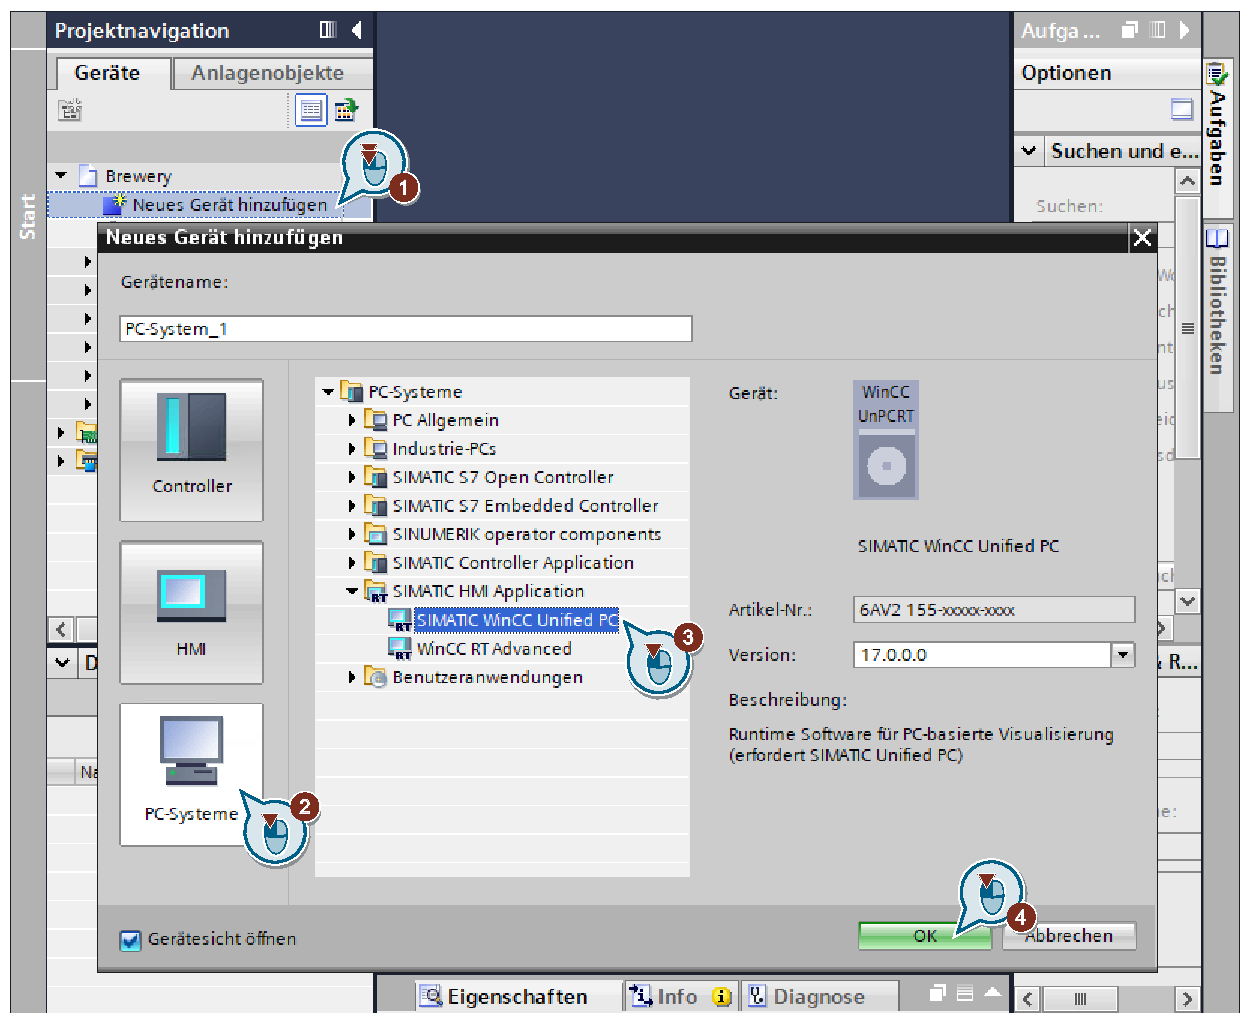 Projektnavigation
Geräte
Anlagenobjekte
Brewery
Neues Gerät hinzufügen
1
Start
Aufga...
Optionen
Suchen und e...
Suchen:
Aufgaben
Bibliotheken
Neues Gerät hinzufügen
Gerätename:
PC-System_1
Controller
HMI
PC-Systeme
2
PC-Systeme
PC Allgemein
Industrie-PCs
SIMATIC S7 Open Controller
SIMATIC S7 Embedded Controller
SINUMERIK operator components
SIMATIC Controller Application
SIMATIC HMI Application
SIMATIC WinCC Unified PC
3
WinCC RT Advanced
Benutzeranwendungen
Gerät:
WinCC
UnPCRT
SIMATIC WinCC Unified PC
Artikel-Nr.:
6AV2 155-xxxxx-xxxx
Version:
17.0.0.0
Beschreibung:
Runtime Software für PC-basierte Visualisierung
(erfordert SIMATIC Unified PC)
Gerätesicht öffnen
OK
4
Abbrechen
Eigenschaften
Info
Diagnose